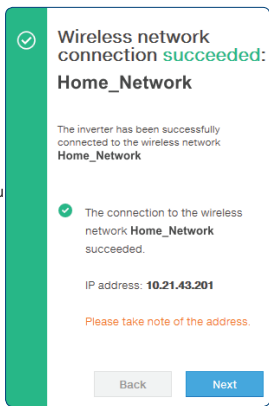 Wireless network
connection succeeded:
Home_Network
The inverter has been successfully
connected to the wireless network
Home_Network
u
The connection to the wireless
network Home_Network
succeeded.
IP address: 10.21.43.201
Please take note of the address.
Back
Next